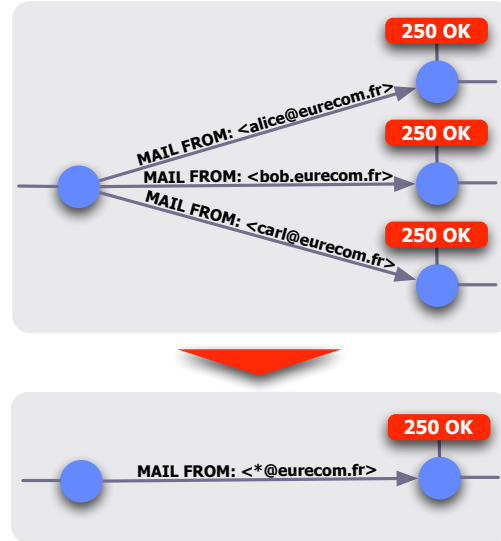 250 OK
MAIL FROM: <alice@eurecom.fr>
250 OK
MAIL FROM: <bob.eurecom.fr>
MAIL FROM: <carl@eurecom.fr>
250 OK
250 OK
MAIL FROM: <*@eurecom.fr>